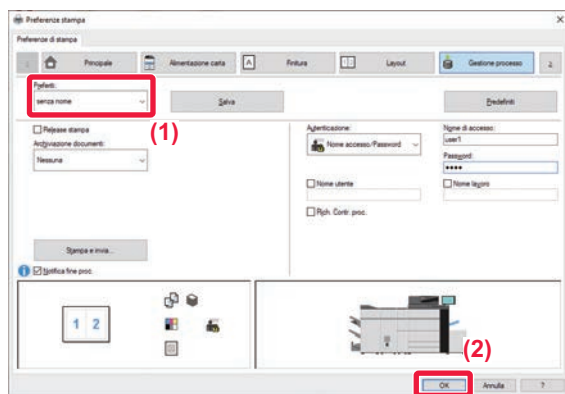 Preferenze stampa
Preferenze di stampa
Principale
Alimentazione carta
Finitura
Layout
Gestione processo
Preferiti:
senza nome
Salva
Predefiniti
(1)
Release stampa
Archiviazione documenti:
Nessuna
Autenticazione:
Nome accesso/Password
Nome di accesso:
user1
Password:
••••
Nome utente
Nome lavoro
Rich. Contr. proc.
Stampa e invia...
Notifica fine proc.
1 2
(2)
OK
Annulla
?